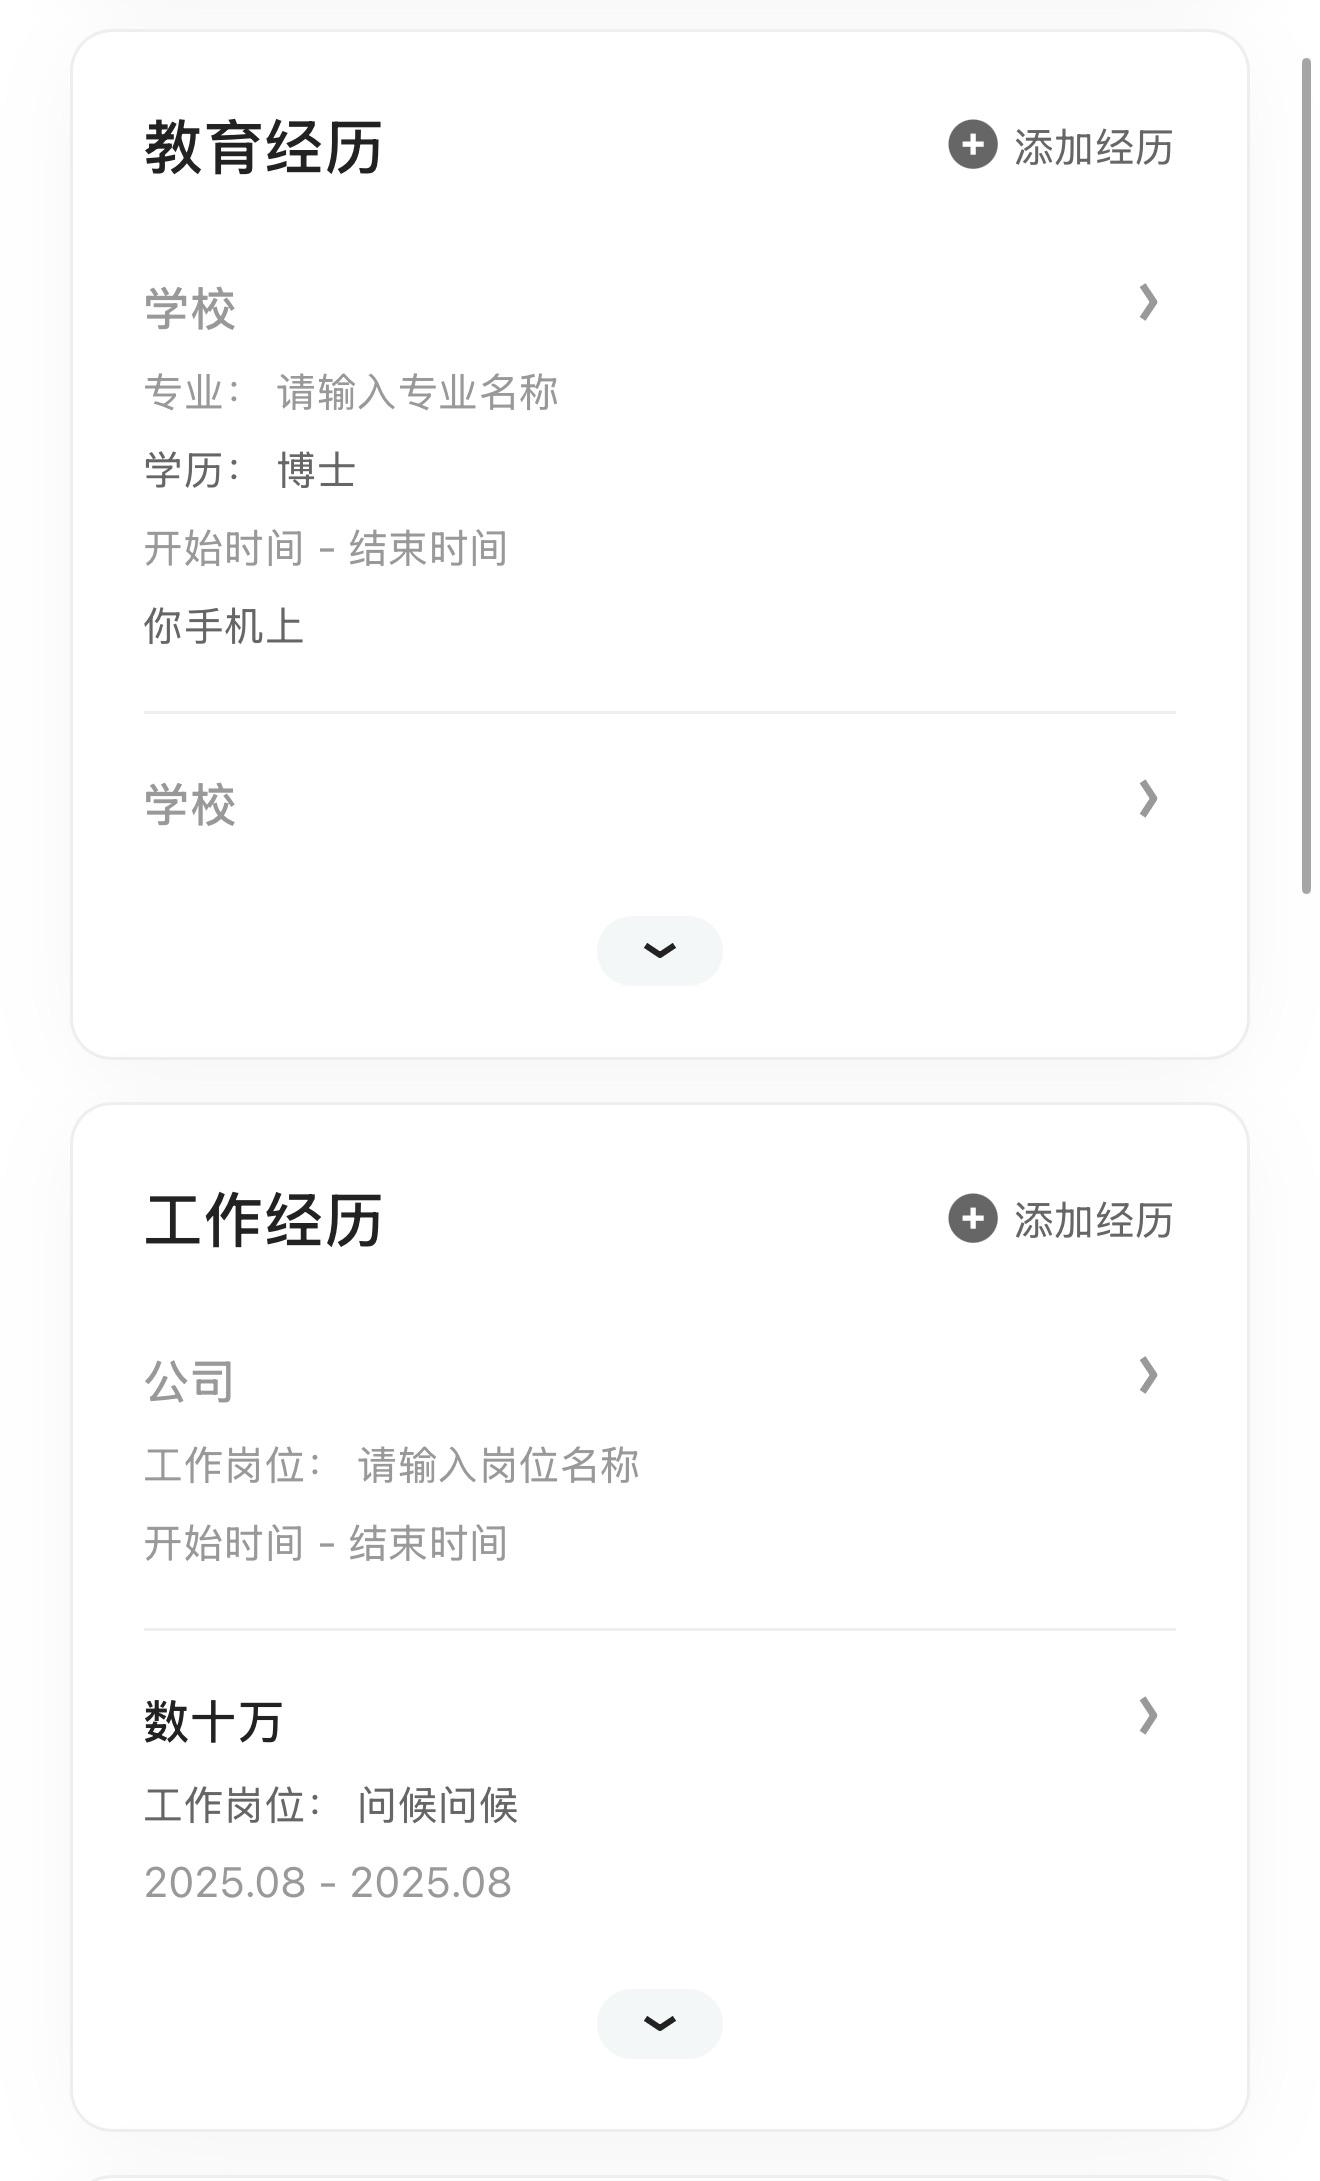 教育经历
添加经历
学校
专业： 请输入专业名称
学历： 博士
开始时间 - 结束时间
你手机上
学校
工作经历
添加经历
公司
工作岗位： 请输入岗位名称
开始时间 - 结束时间
数十万
工作岗位： 问候问候
2025.08 - 2025.08